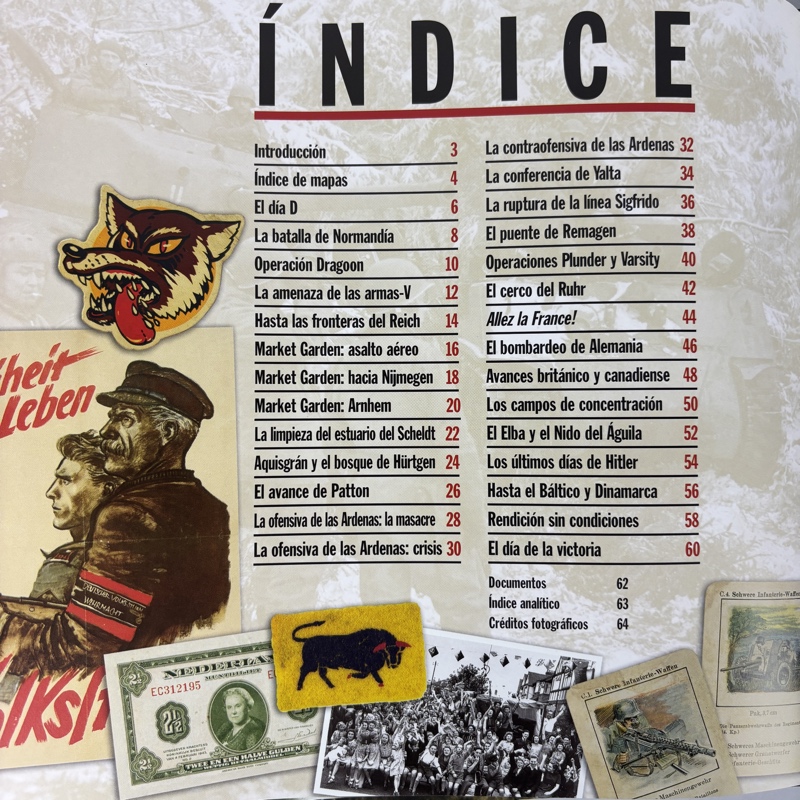 ÍNDICE
Introducción 3
Índice de mapas 4
El día D 6
La batalla de Normandía 8
Operación Dragoon 10
La amenaza de las armas-V 12
Hasta las fronteras del Reich 14
Market Garden: asalto aéreo 16
Market Garden: hacia Nijmegen 18
Market Garden: Arnhem 20
La limpieza del estuario del Scheldt 22
Aquisgrán y el bosque de Hürtgen 24
El avance de Patton 26
La ofensiva de las Ardenas: la masacre 28
La ofensiva de las Ardenas: crisis 30
La contraofensiva de las Ardenas 32
La conferencia de Yalta 34
La ruptura de la línea Sigfrido 36
El puente de Remagen 38
Operaciones Plunder y Varsity 40
El cerco del Ruhr 42
Allez la France! 44
El bombardeo de Alemania 46
Avances británico y canadiense 48
Los campos de concentración 50
El Elba y el Nido del Águila 52
Los últimos días de Hitler 54
Hasta el Báltico y Dinamarca 56
Rendición sin condiciones 58
El día de la victoria 60
Documentos 62
Índice analítico 63
Créditos fotográficos 64
heit
Leben
WEHRMACHT
NEDERLAN
MUNTBILJET
EC312195
2½
TWEE EN EEN HALVE GULDEN
C.1. Schwere Infanterie-Waffen
Maschinengewehr
C.4. Schwere Infanterie-Waffen